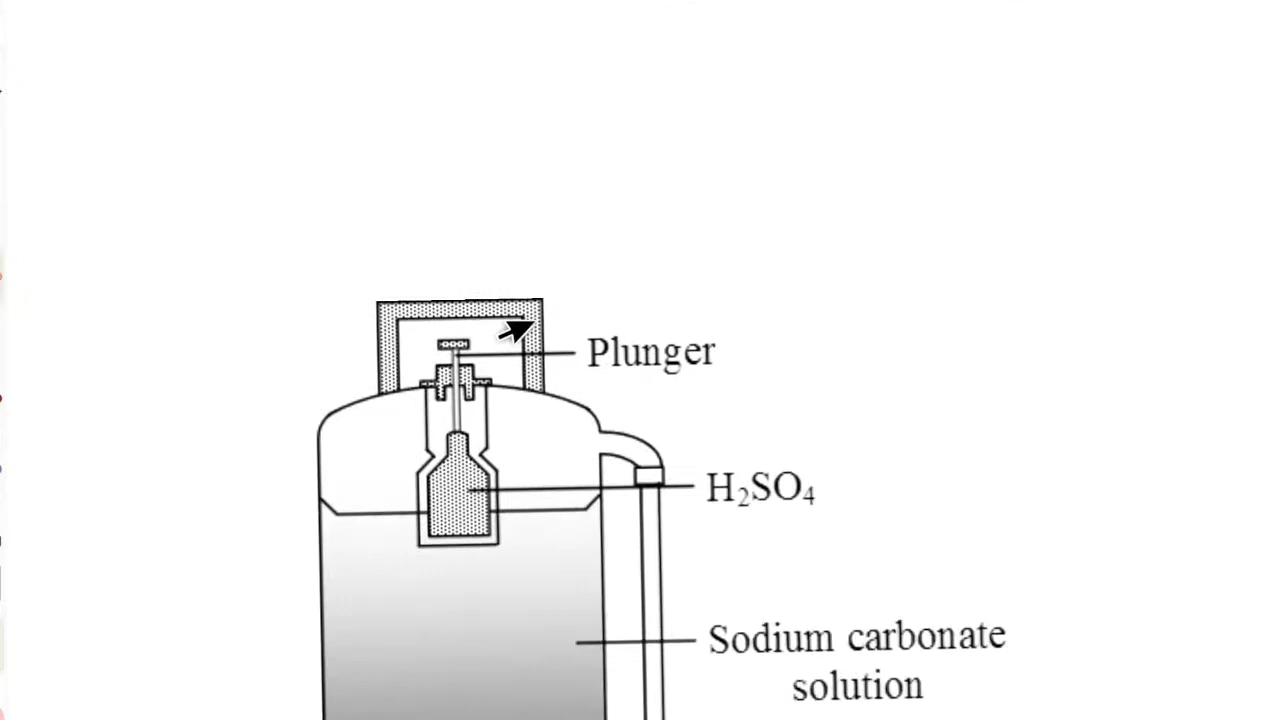 Plunger
H₂SO₄
Sodium carbonate
solution